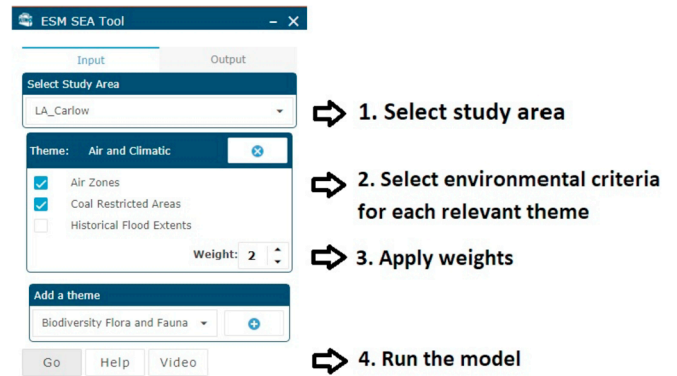 ESM SEA Tool
Input Output
Select Study Area
LA_Carlow
1. Select study area
Theme: Air and Climatic
Air Zones
Coal Restricted Areas
Historical Flood Extents
2. Select environmental criteria
for each relevant theme
Weight: 2
3. Apply weights
Add a theme
Biodiversity Flora and Fauna
Go Help Video
4. Run the model